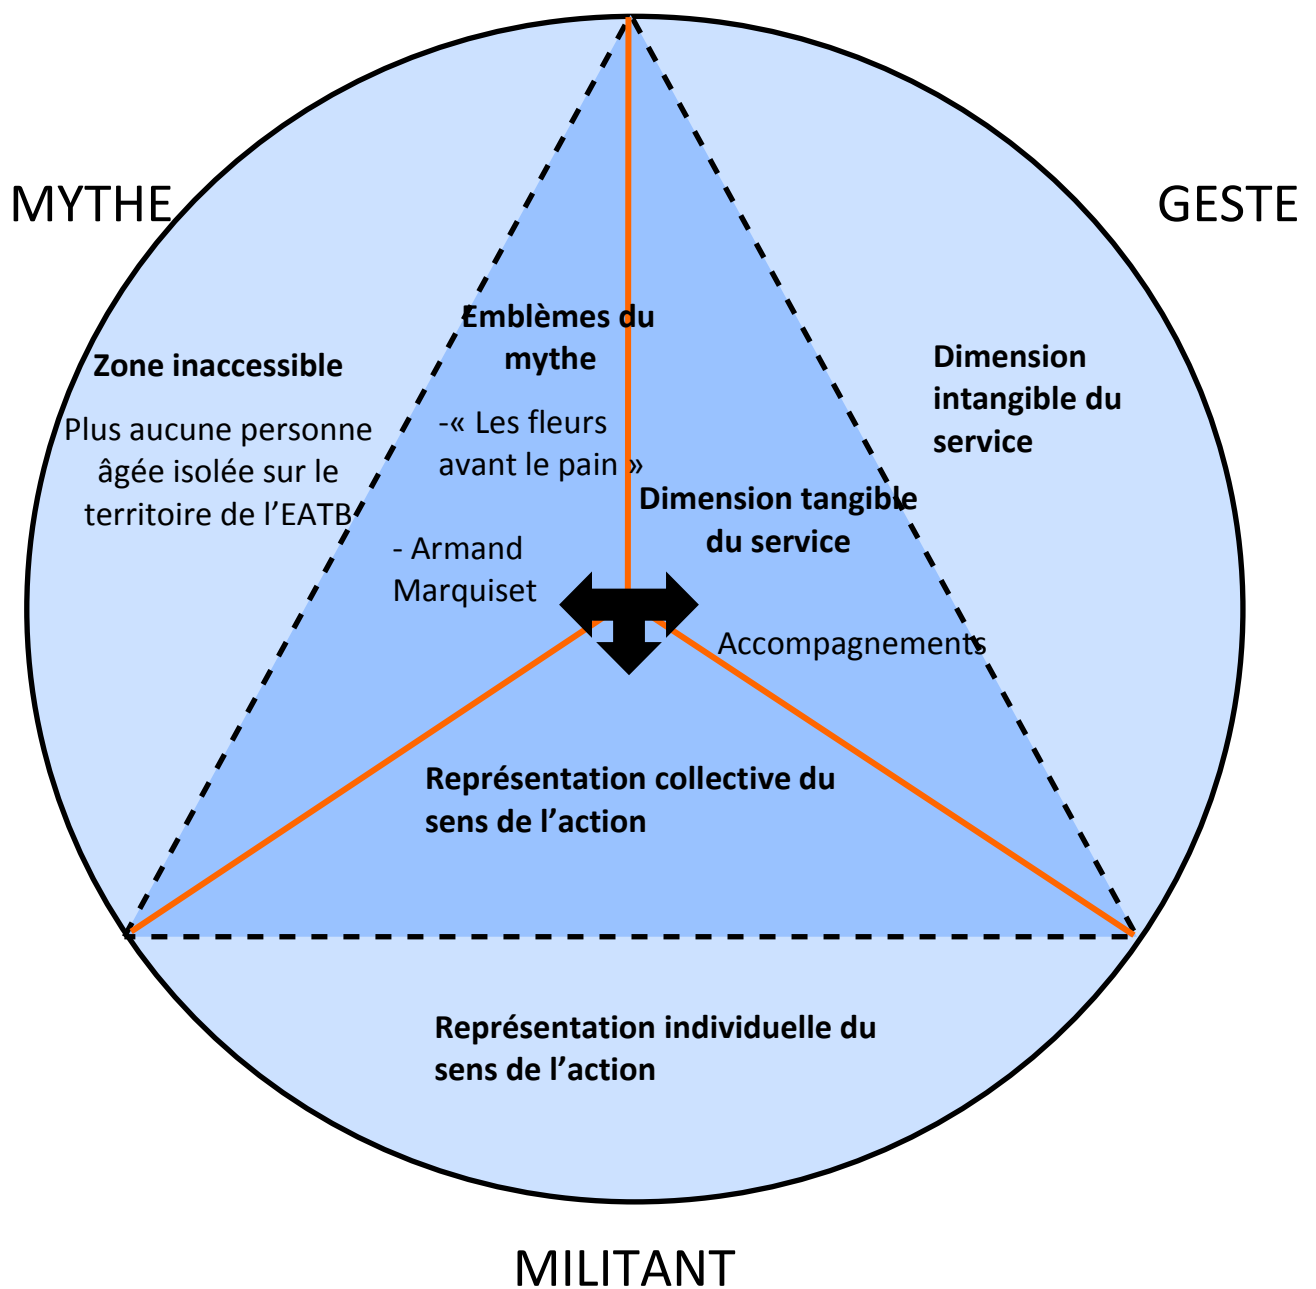 MYTHE
GESTE
Zone inaccessible
Plus aucune personne
âgée isolée sur le
territoire de l’EATB
Emblèmes du
mythe
-« Les fleurs
avant le pain »
- Armand
Marquiset
Dimension
intangible du
service
Dimension tangible
du service
Accompagnements
Représentation collective du
sens de l’action
Représentation individuelle du
sens de l’action
MILITANT